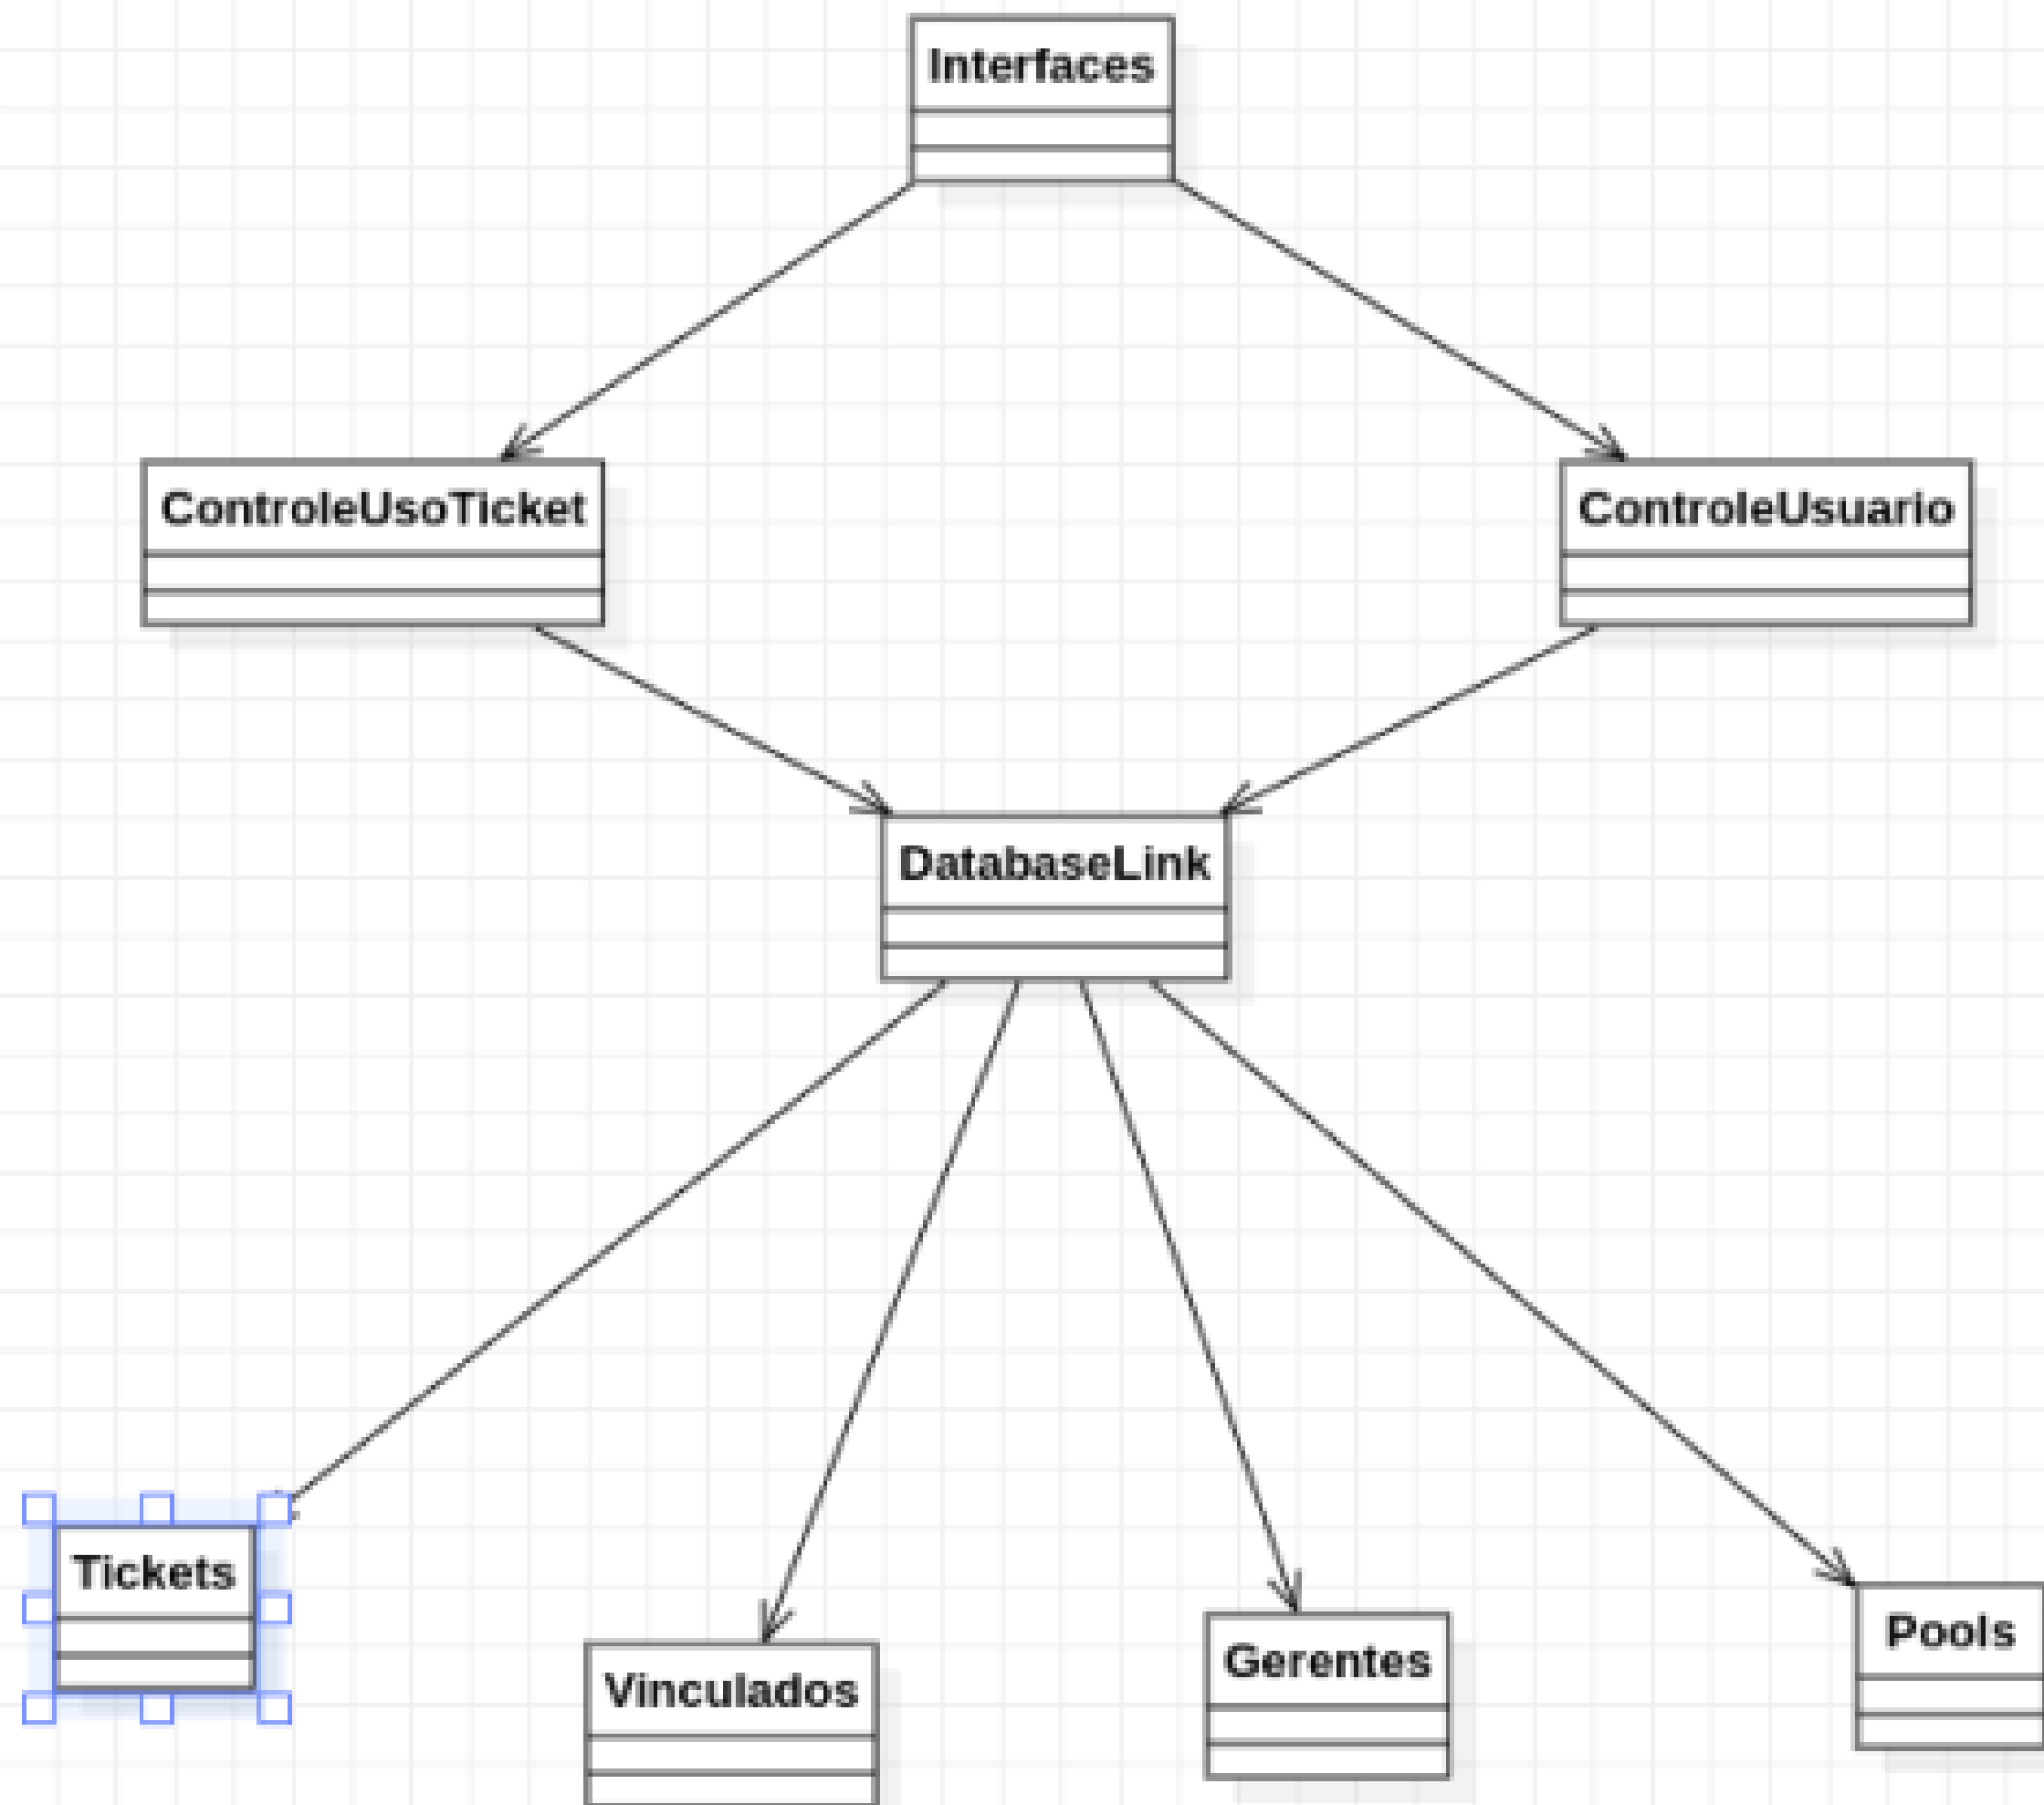 Interfaces
ControleUsoTicket
ControleUsuario
DatabaseLink
Tickets
Vinculados
Gerentes
Pools